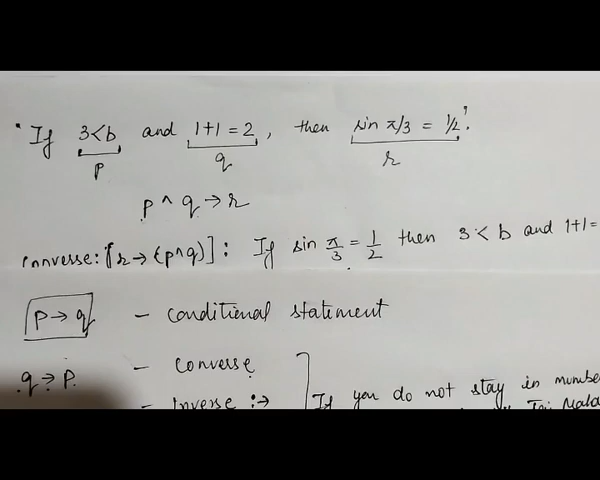 "If 3<b and 1+1=2, then sin π/3 = 1/2".
p q r
p ^ q → r
Converse: [r → (p^q)] : If sin π/3 = 1/2 then 3 < b and 1+1=
p → q - Conditional statement
q → p. - Converse
- Inverse :→
If you do not stay in